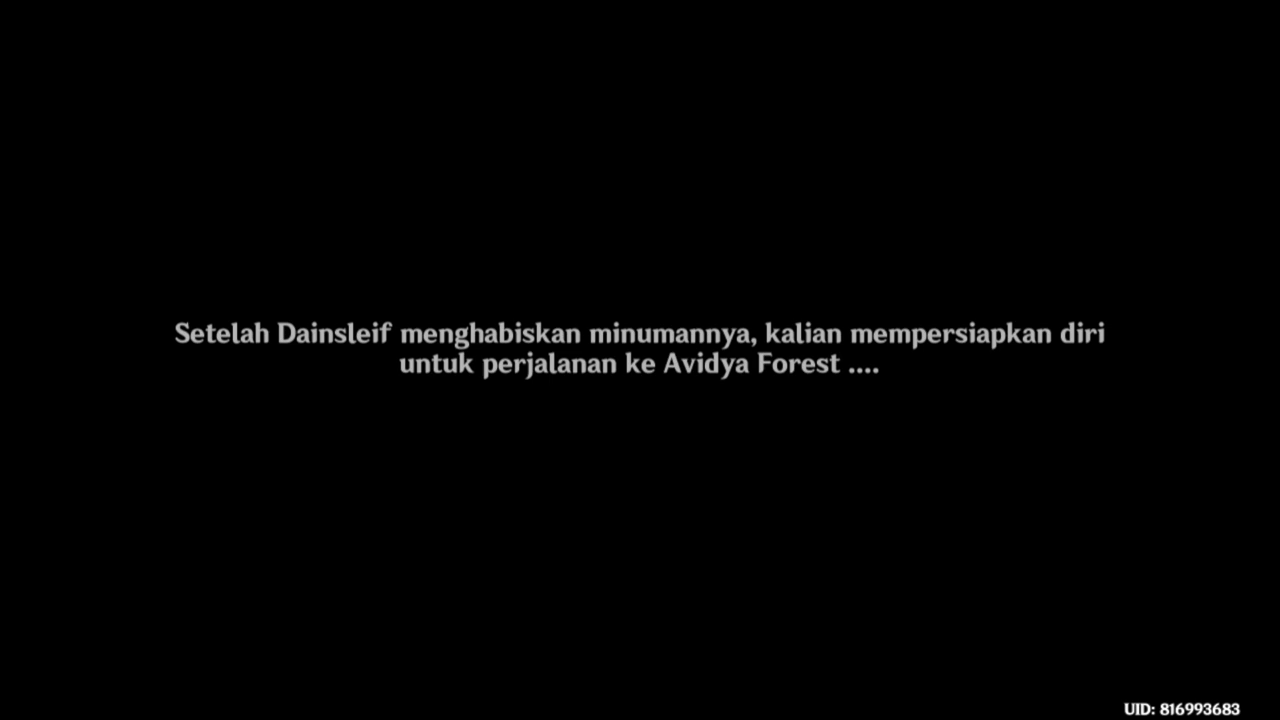 Setelah Dainsleif menghabiskan minumannya, kalian mempersiapkan diri
untuk perjalanan ke Avidya Forest ....
UID: 816993683